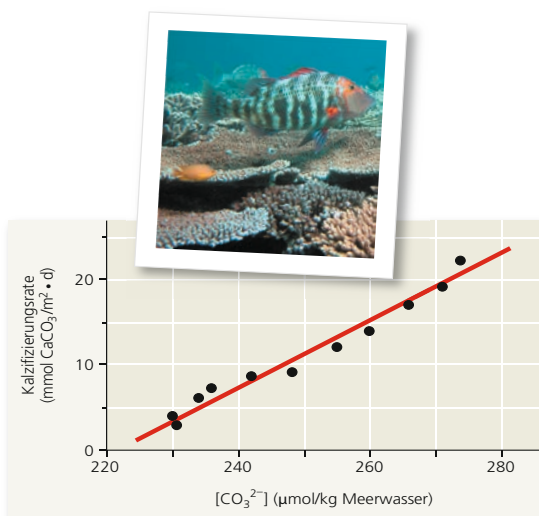 Kalzifizierungsrate
(mmol CaCO₃/m² • d)
20
10
0
220
240
260
280
[CO₃²⁻] (μmol/kg Meerwasser)